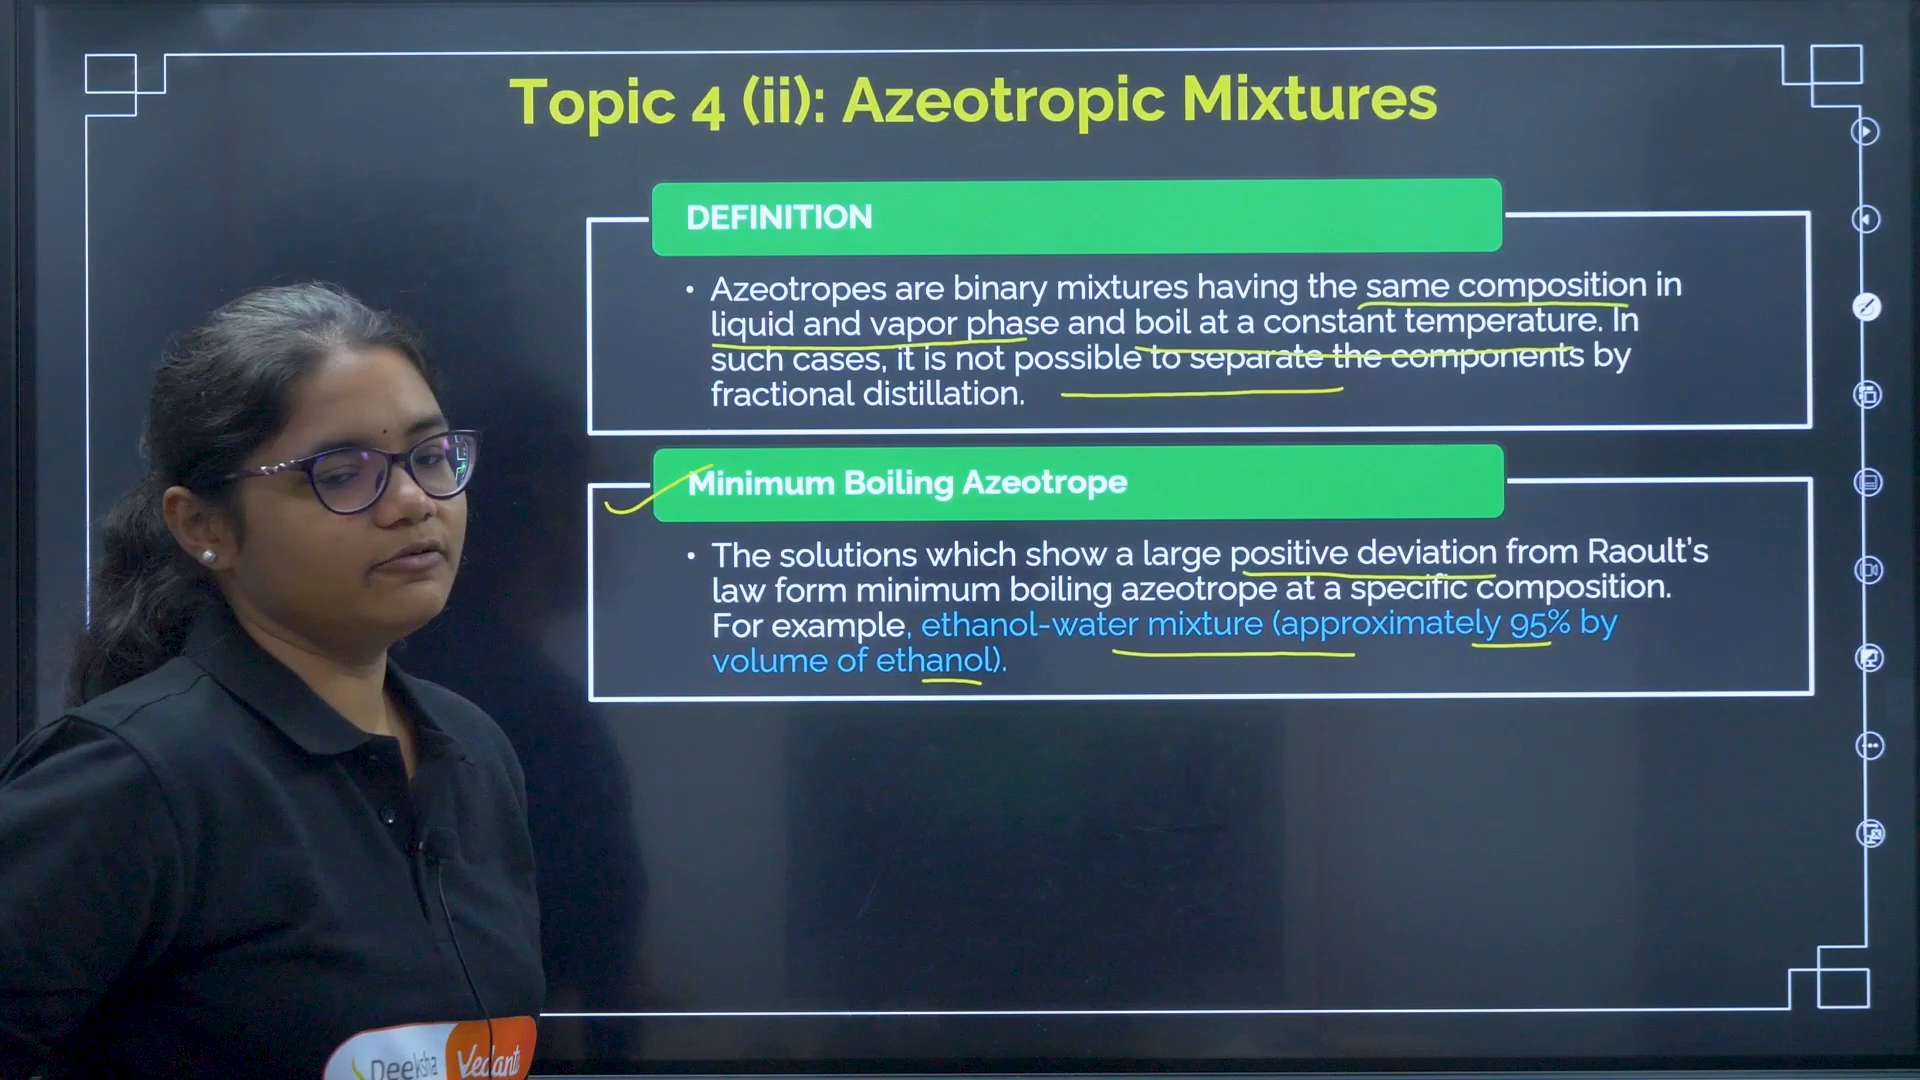 Topic 4 (ii): Azeotropic Mixtures
DEFINITION
• Azeotropes are binary mixtures having the same composition in
liquid and vapor phase and boil at a constant temperature. In
such cases, it is not possible to separate the components by
fractional distillation.
Minimum Boiling Azeotrope
• The solutions which show a large positive deviation from Raoult's
law form minimum boiling azeotrope at a specific composition.
For example, ethanol-water mixture (approximately 95% by
volume of ethanol).
Deeksha Vedantu